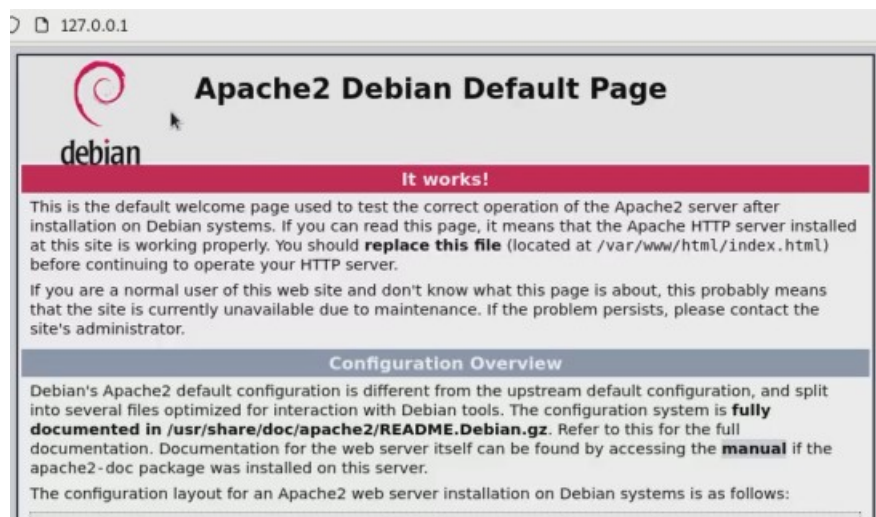 127.0.0.1
Apache2 Debian Default Page
debian
It works!
This is the default welcome page used to test the correct operation of the Apache2 server after
installation on Debian systems. If you can read this page, it means that the Apache HTTP server installed
at this site is working properly. You should replace this file (located at /var/www/html/index.html)
before continuing to operate your HTTP server.
If you are a normal user of this web site and don't know what this page is about, this probably means
that the site is currently unavailable due to maintenance. If the problem persists, please contact the
site's administrator.
Configuration Overview
Debian's Apache2 default configuration is different from the upstream default configuration, and split
into several files optimized for interaction with Debian tools. The configuration system is fully
documented in /usr/share/doc/apache2/README.Debian.gz. Refer to this for the full
documentation. Documentation for the web server itself can be found by accessing the manual if the
apache2-doc package was installed on this server.
The configuration layout for an Apache2 web server installation on Debian systems is as follows: